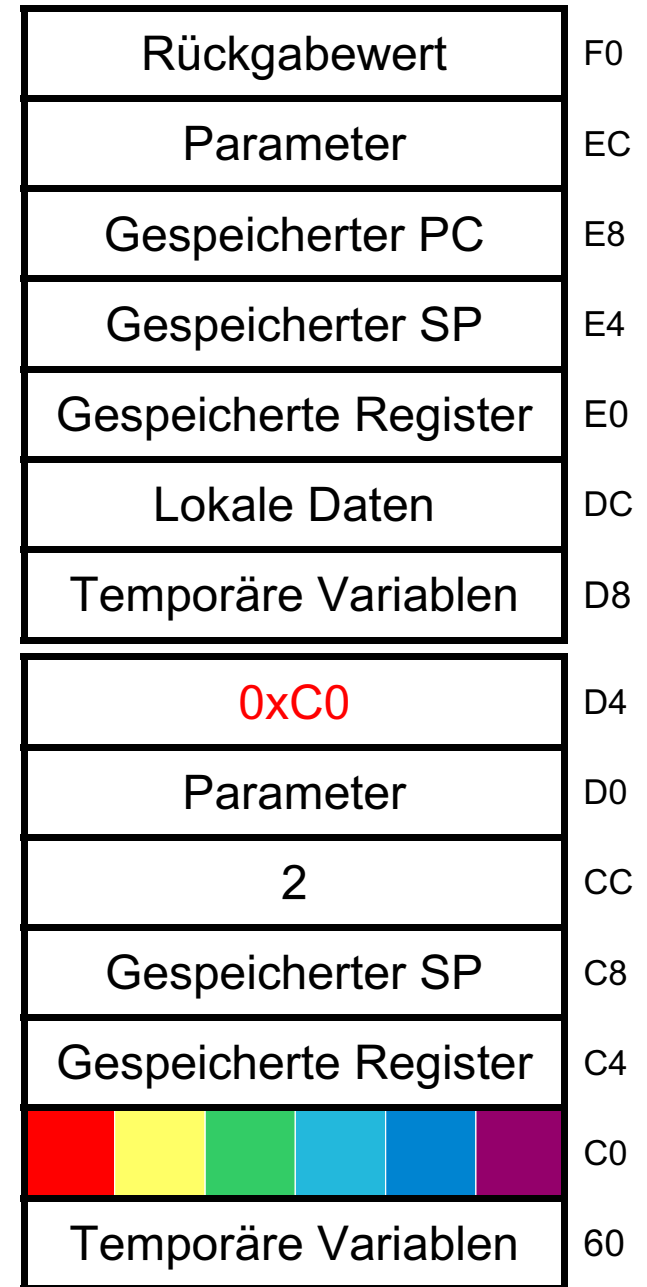 Rückgabewert F0
Parameter EC
Gespeicherter PC E8
Gespeicherter SP E4
Gespeicherte Register E0
Lokale Daten DC
Temporäre Variablen D8
0xC0 D4
Parameter D0
2 CC
Gespeicherter SP C8
Gespeicherte Register C4
C0
Temporäre Variablen 60